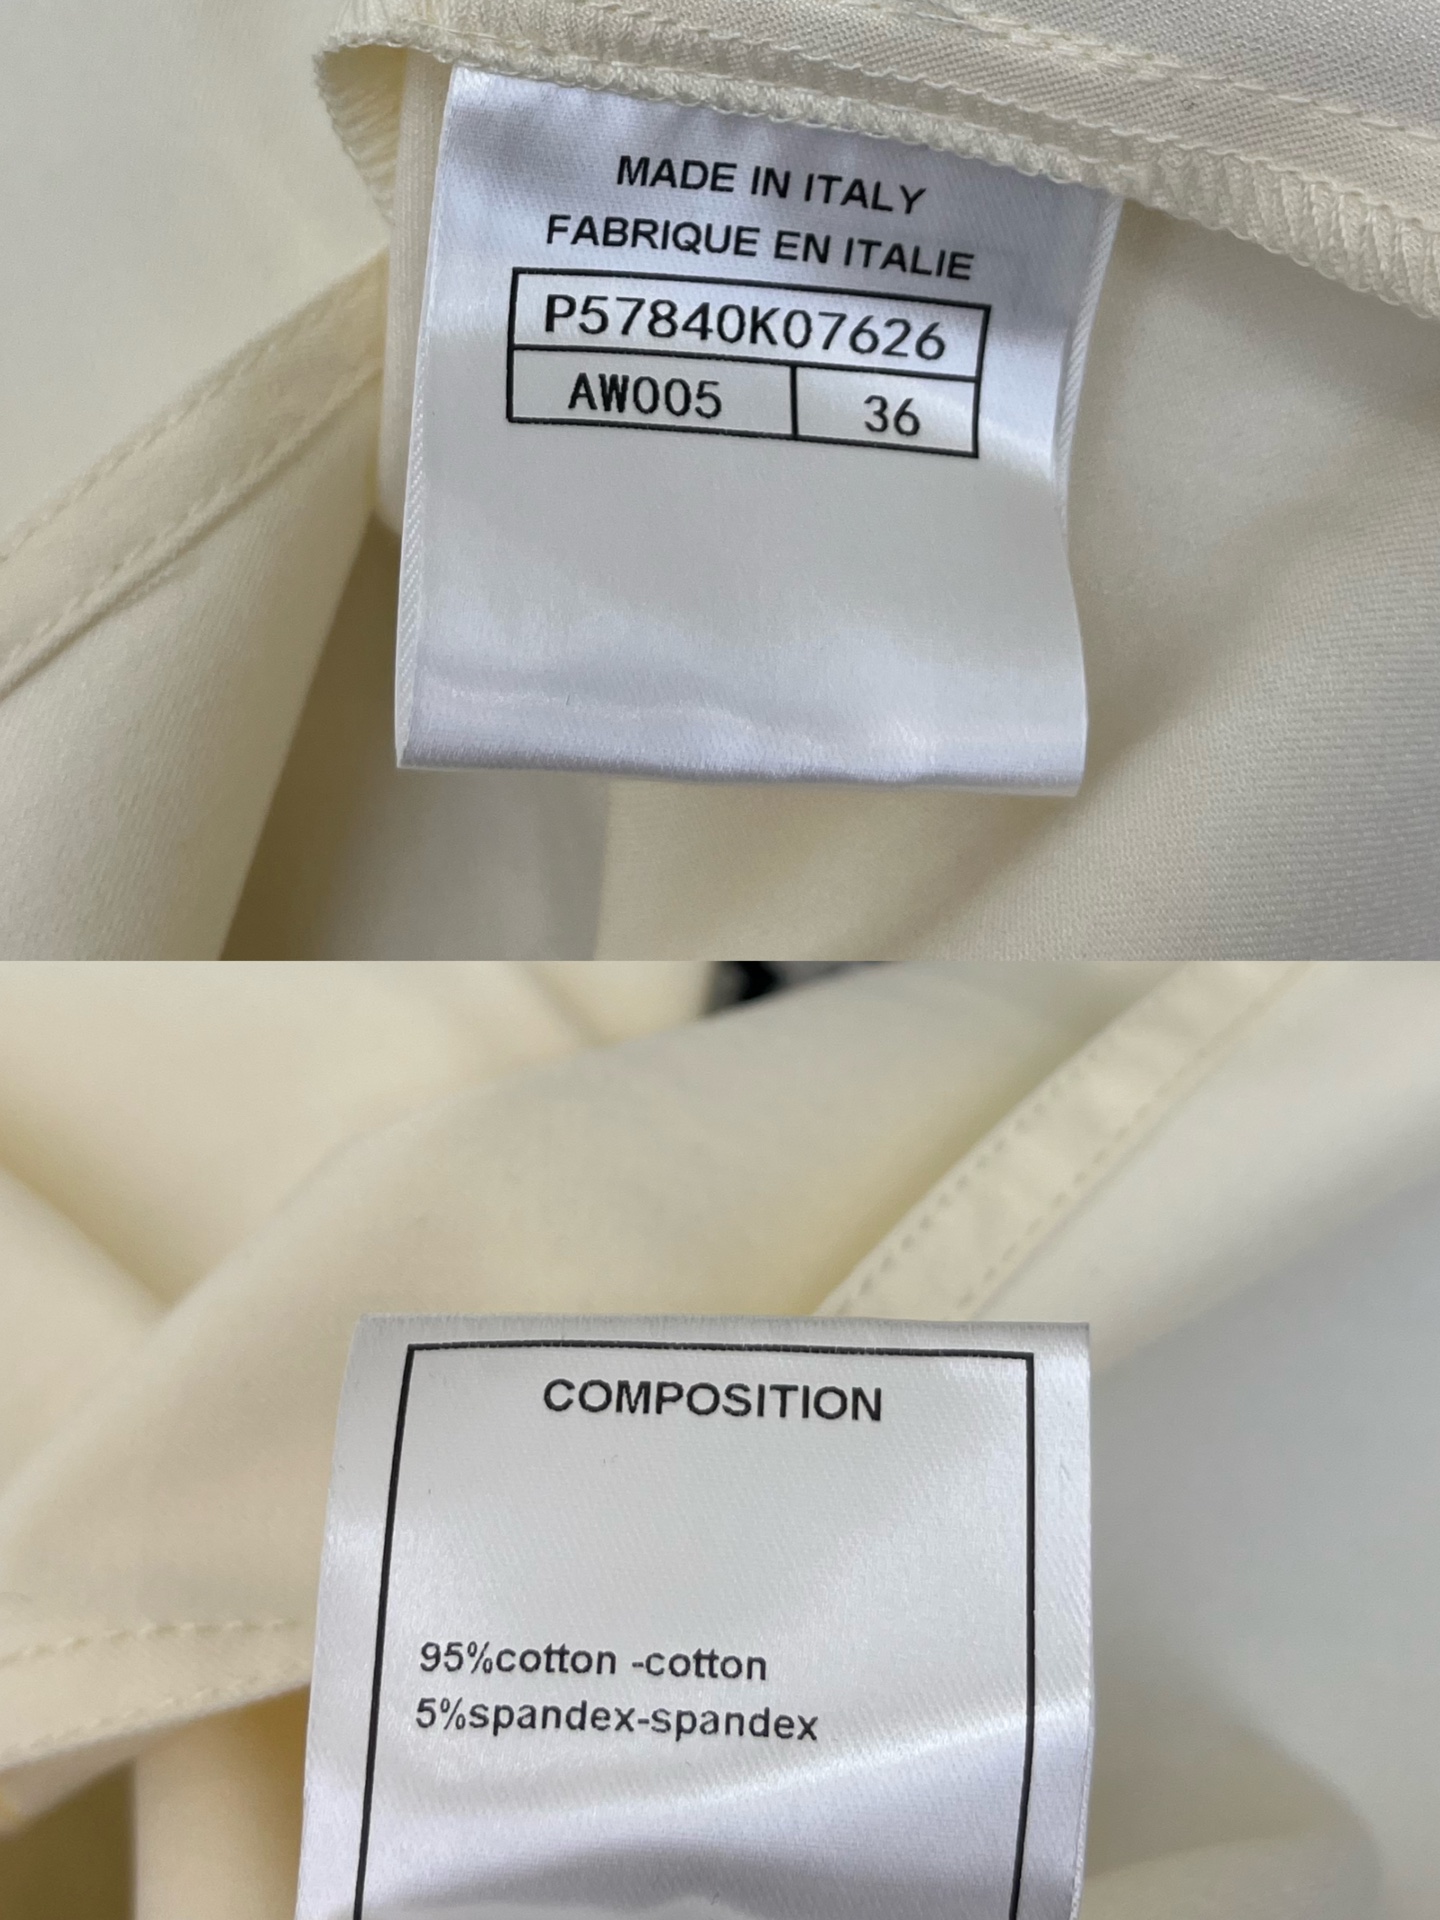 MADE IN ITALY
FABRIQUE EN ITALIE
P57840K07626
AW005 36
COMPOSITION
95%cotton -cotton
5%spandex-spandex